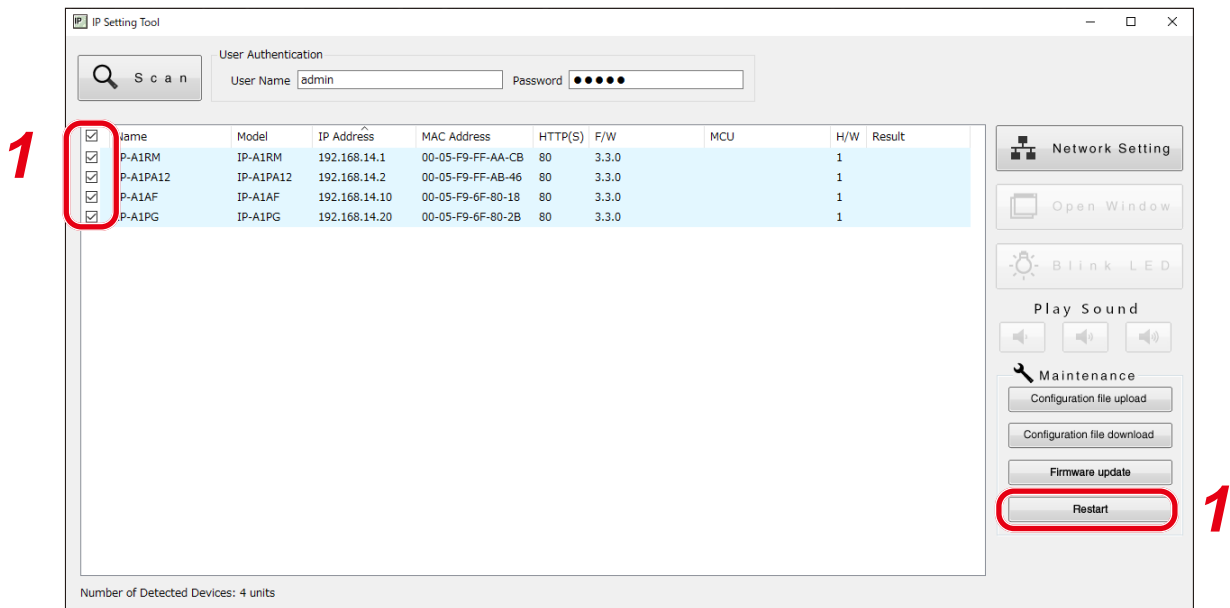 IP IP Setting Tool
Scan
User Authentication
User Name admin Password ●●●●●
Name Model IP Address MAC Address HTTP(S) F/W MCU H/W Result
IP-A1RM IP-A1RM 192.168.14.1 00-05-F9-FF-AA-CB 80 3.3.0 1
IP-A1PA12 IP-A1PA12 192.168.14.2 00-05-F9-FF-AB-46 80 3.3.0 1
IP-A1AF IP-A1AF 192.168.14.10 00-05-F9-6F-80-18 80 3.3.0 1
IP-A1PG IP-A1PG 192.168.14.20 00-05-F9-6F-80-2B 80 3.3.0 1
1
Network Setting
Open Window
Blink LED
Play Sound
Maintenance
Configuration file upload
Configuration file download
Firmware update
Restart
1
Number of Detected Devices: 4 units